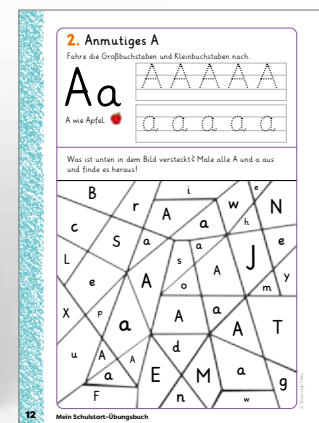 2. Anmutiges A
Fahre die Großbuchstaben und Kleinbuchstaben nach.
Aa
A A A A A
a a a a a
A wie Apfel.
Was ist unten in dem Bild versteckt? Male alle A und a aus
und finde es heraus!
B r i w e N
c S A a h
L a a J e
e A s A y
o m
X p a A a A T
u A A d
a E M a g
F n w
12 Mein Schulstart-Übungsbuch